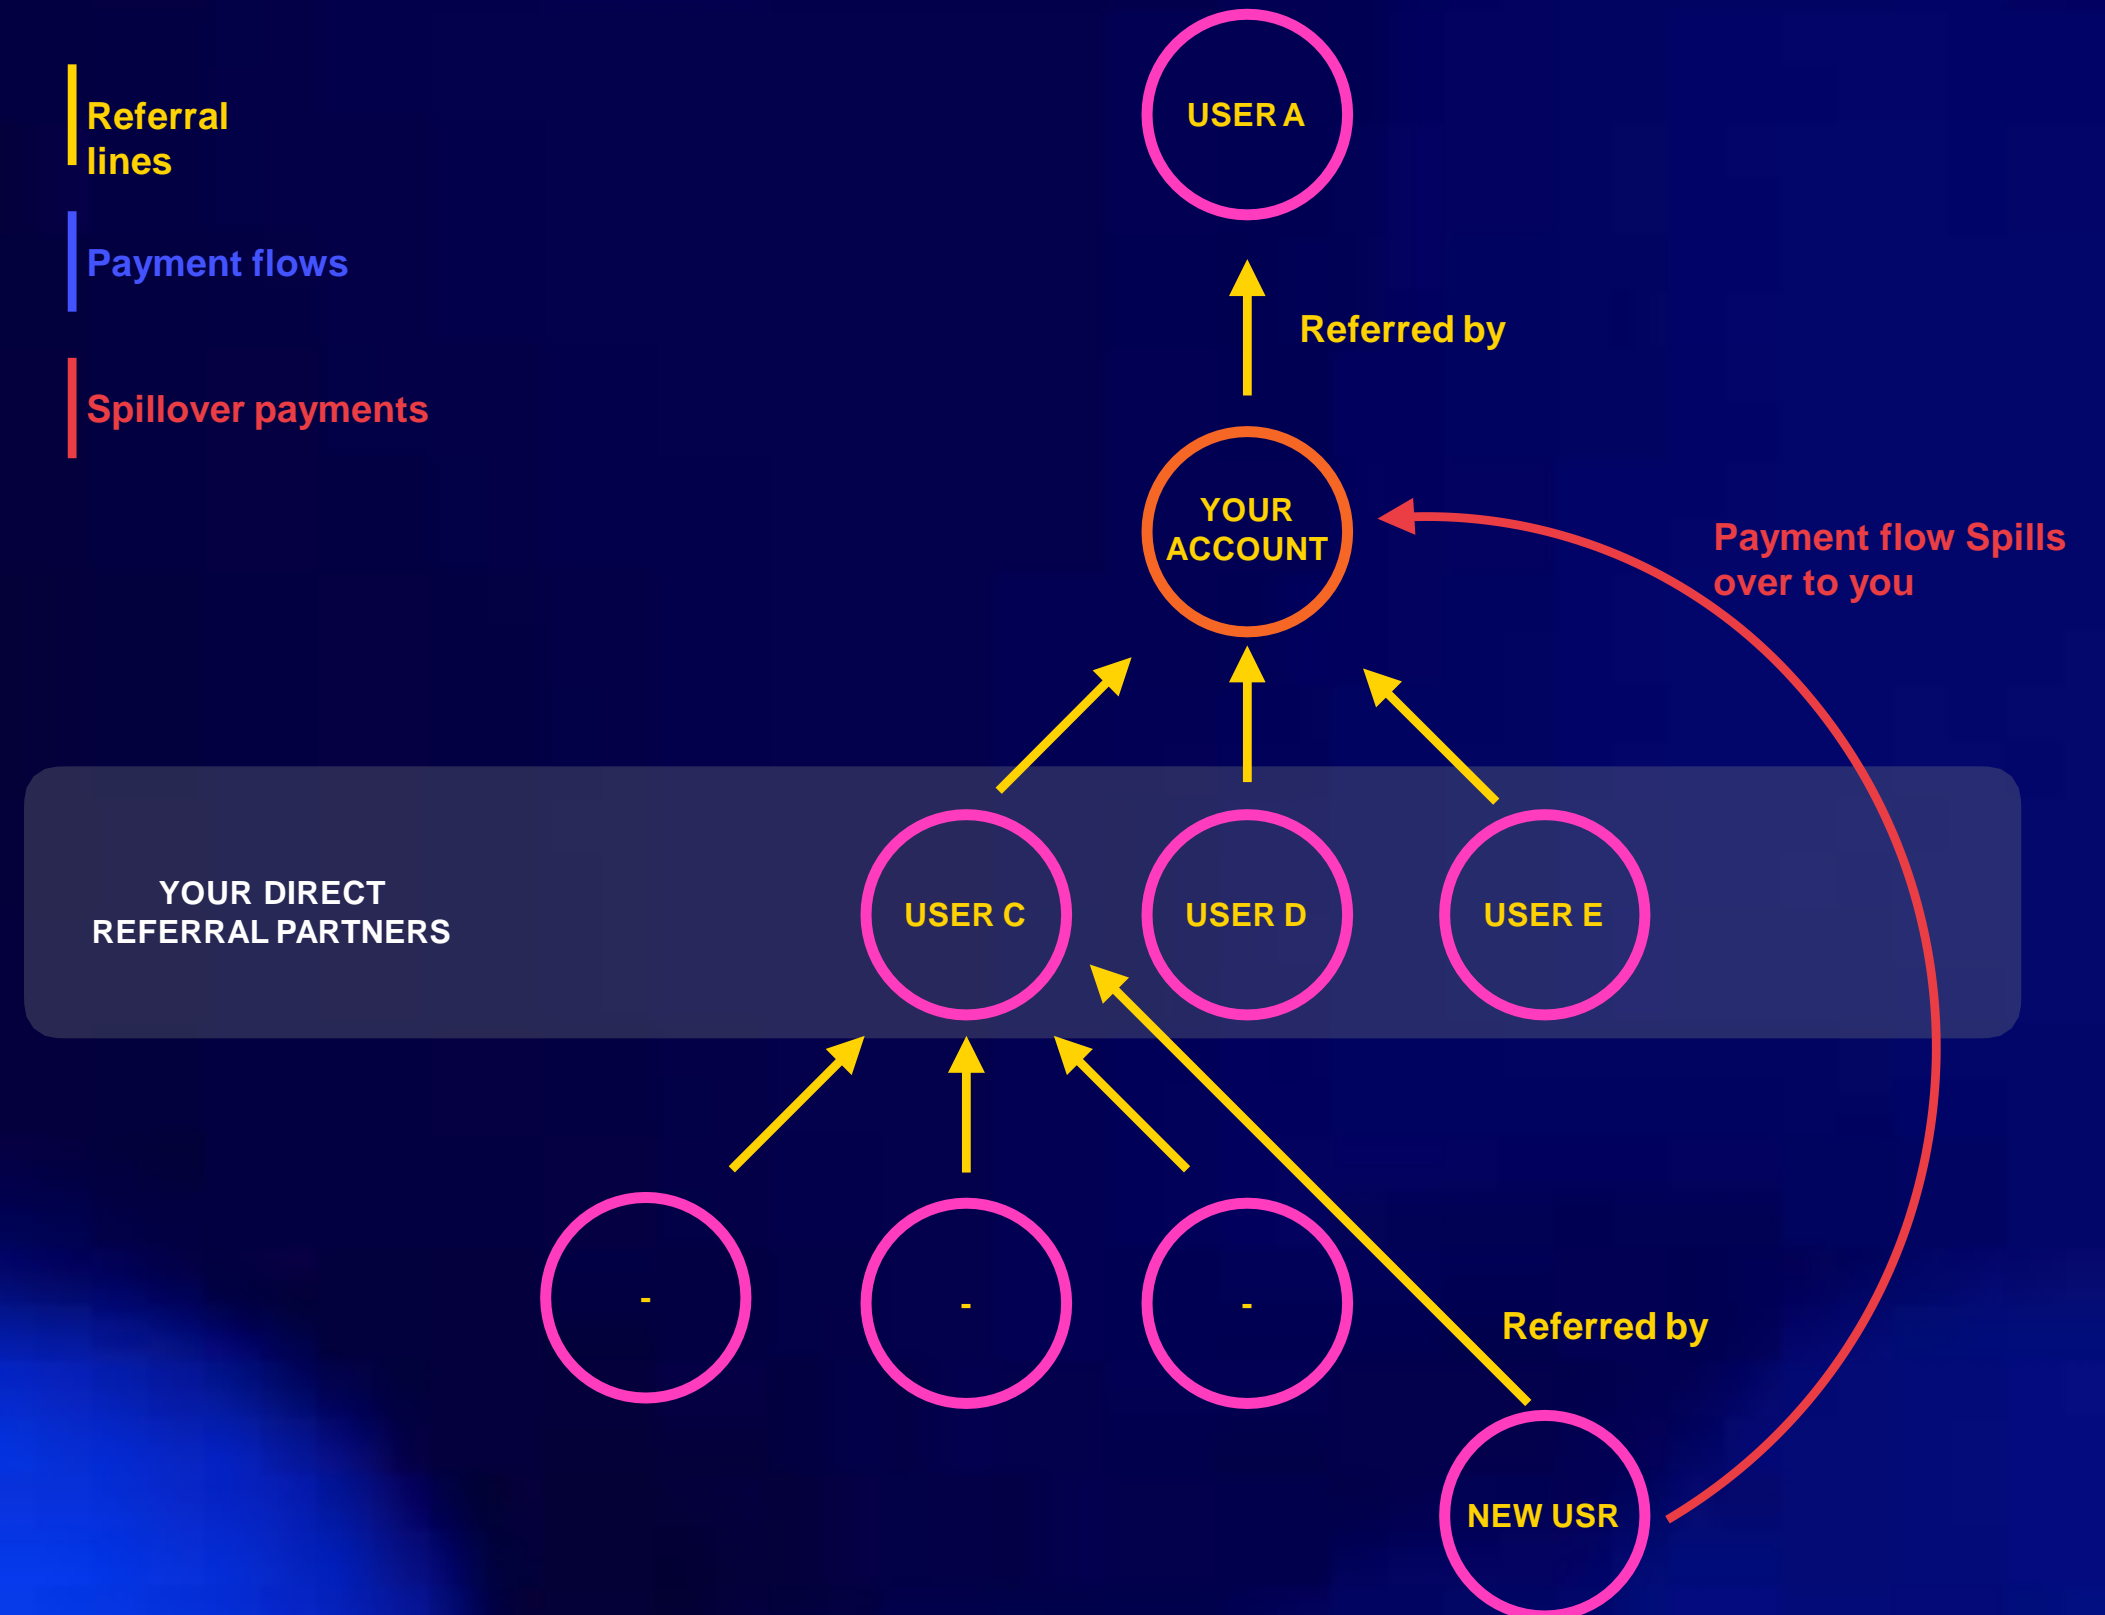 USER A
Referral
lines
Payment flows
Referred by
Spillover payments
YOUR
ACCOUNT
Payment flow Spills
over to you
YOUR DIRECT
REFERRAL PARTNERS
USER C
USER D
USER E
-
-
-
Referred by
NEW USR